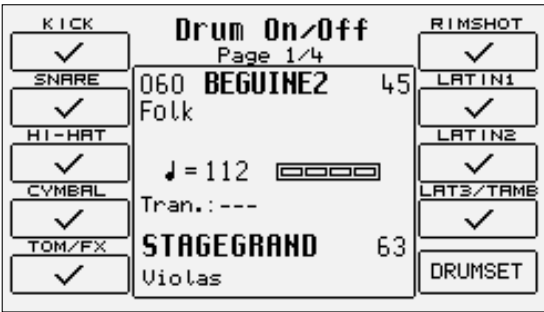 KICK
Drum On/Off
RIMSHOT
Page 1/4
SNARE
060 BEGUINE2 45
LATIN1
Folk
HI-HAT
LATIN2
♩=112
CYMBAL
LAT3/TAMB
Tran.:---
TOM/FX
STAGEGRAND 63
DRUMSET
Violas